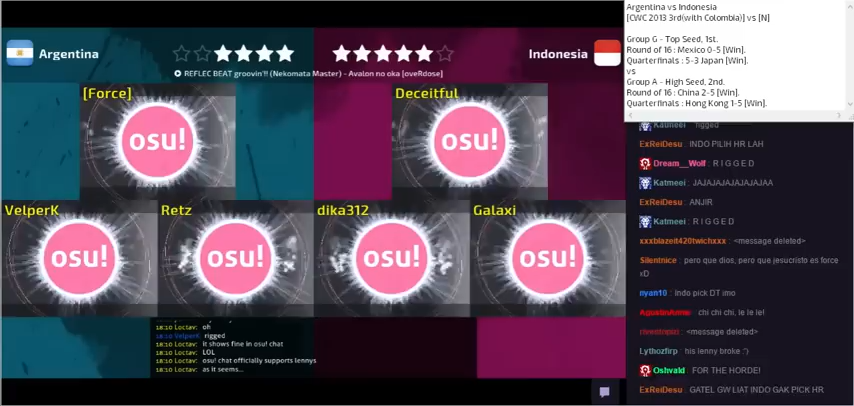 Argentina
Indonesia
REFLEC BEAT groovin'!! (Nekomata Master) - Avalon no oka [oveRdose]
[Force]
Deceitful
osu!
osu!
VelperK
Retz
dika312
Galaxi
osu!
osu!
osu!
osu!
18:10 Loctav: oh
18:10 VelperK: rigged
18:10 Loctav: it shows fine in osu! chat
18:10 Loctav: LOL
18:10 Loctav: osu! chat officially supports lennys
18:10 Loctav: as it seems...
Argentina vs Indonesia
[CWC 2013 3rd(with Colombia)] vs [N]
Group G - Top Seed, 1st.
Round of 16 : Mexico 0-5 [Win].
Quarterfinals : 5-3 Japan [Win].
vs
Group A - High Seed, 2nd.
Round of 16 : China 2-5 [Win].
Quarterfinals : Hong Kong 1-5 [Win].
Katmeei : rigged
ExReiDesu : INDO PILIH HR LAH
Dream__Wolf : R I G G E D
Katmeei : JAJAJAJAJAJAJAJAA
ExReiDesu : ANJIR
Katmeei : R I G G E D
xxxblazeit420twichxxx : <message deleted>
Silentnice : pero que dios, pero que jesucristo es force
xD
nyan10 : Indo pick DT imo
: chi chi chi, le le le!
: <message deleted>
Lythozfirp : his lenny broke :')
Oshvald : FOR THE HORDE!
ExReiDesu : GATEL GW LIAT INDO GAK PICK HR